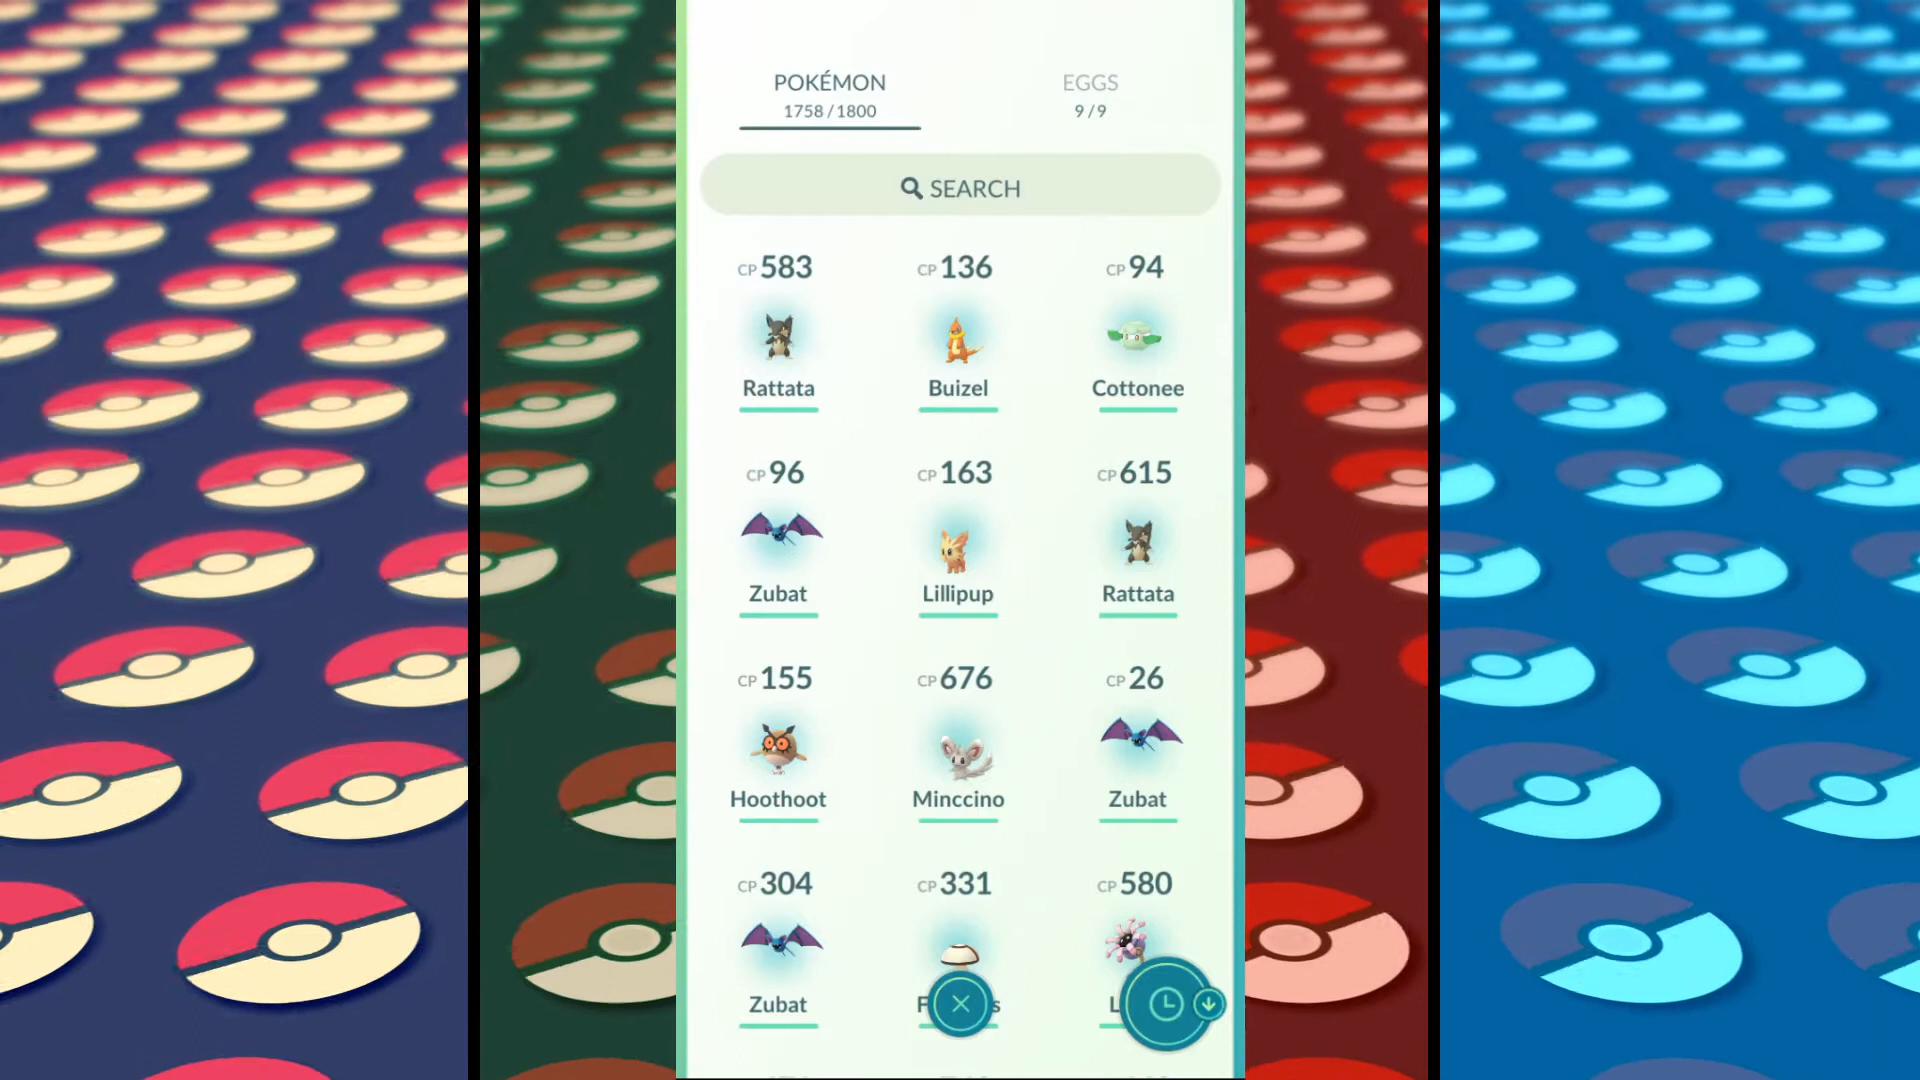 POKÉMON EGGS
1758 / 1800 9 / 9
SEARCH
CP 583 CP 136 CP 94
Rattata Buizel Cottonee
CP 96 CP 163 CP 615
Zubat Lillipup Rattata
CP 155 CP 676 CP 26
Hoothoot Minccino Zubat
CP 304 CP 331 CP 580
Zubat